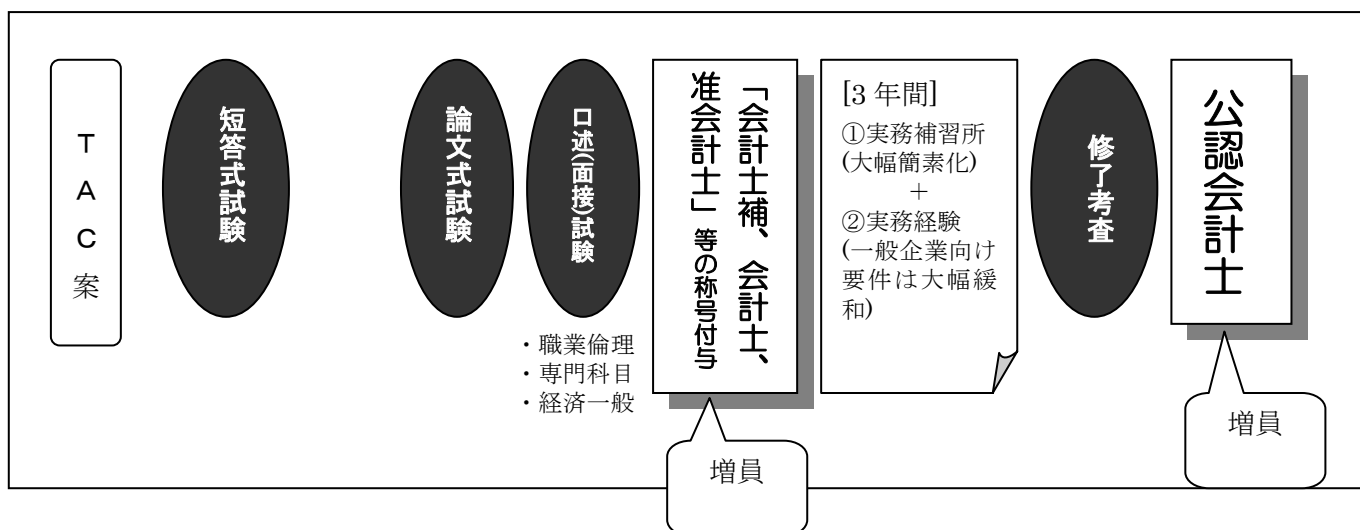 TAC案
短答式試験
論文式試験
口述(面接)試験
・職業倫理
・専門科目
・経済一般
「会計士補、会計士、
准会計士」等の称号付与
増員
[3年間]
①実務補習所
(大幅簡素化)
+
②実務経験
(一般企業向け
要件は大幅緩
和)
修了考査
公認会計士
増員